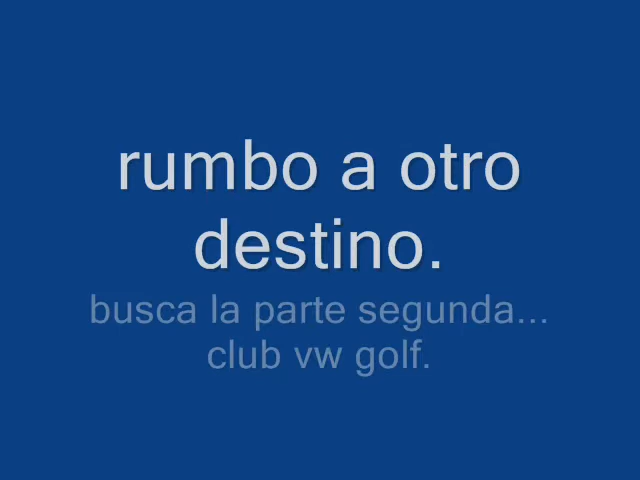 rumbo a otro
destino.
busca la parte segunda...
club vw golf.